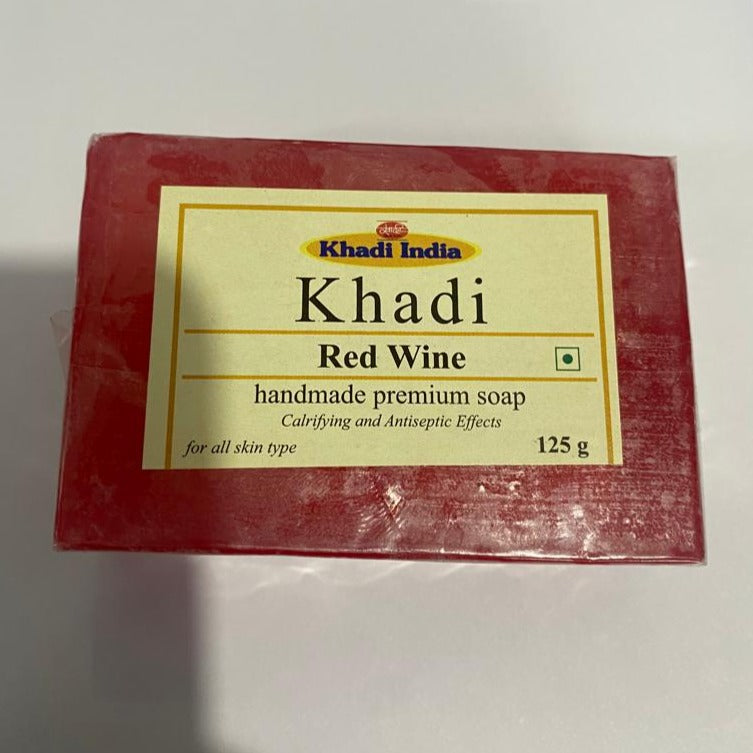 Khadi India
Khadi
Red Wine
handmade premium soap
Calrifying and Antiseptic Effects
for all skin type 125 g